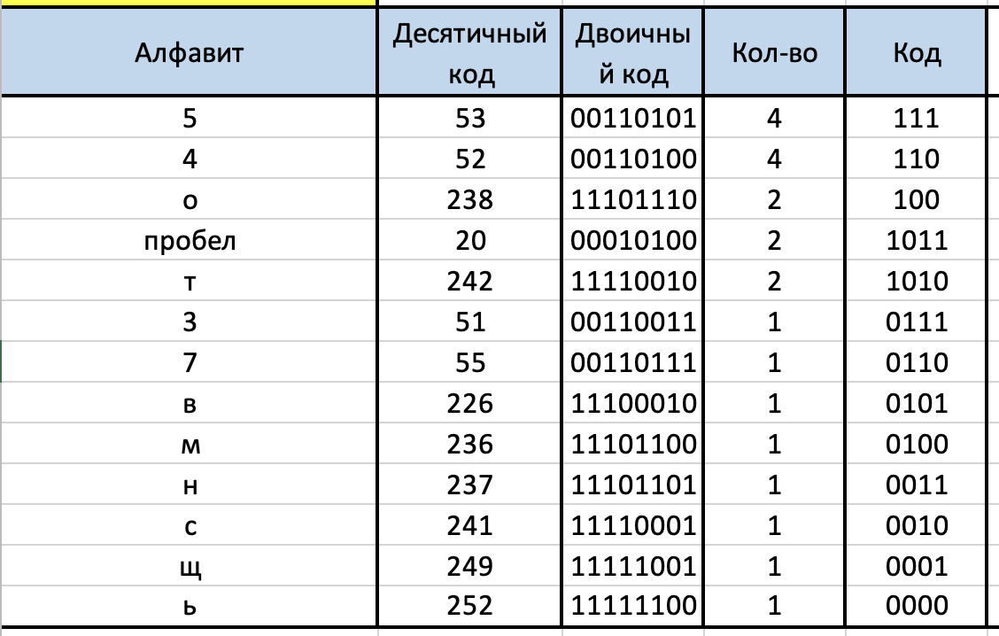 Алфавит Десятичный код Двоичны й код Кол-во Код
5 53 00110101 4 111
4 52 00110100 4 110
о 238 11101110 2 100
пробел 20 00010100 2 1011
т 242 11110010 2 1010
3 51 00110011 1 0111
7 55 00110111 1 0110
в 226 11100010 1 0101
м 236 11101100 1 0100
н 237 11101101 1 0011
с 241 11110001 1 0010
щ 249 11111001 1 0001
ь 252 11111100 1 0000